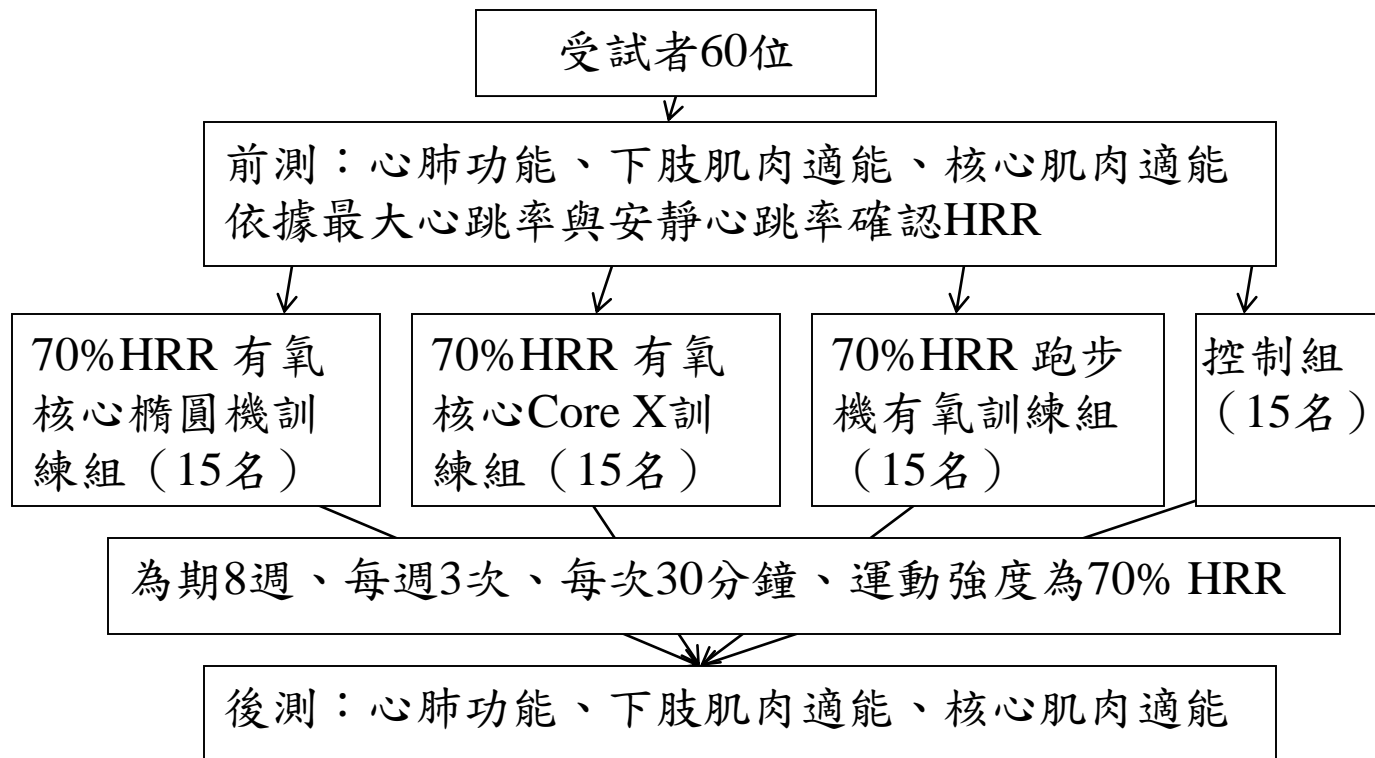 受試者60位
前測：心肺功能、下肢肌肉適能、核心肌肉適能
依據最大心跳率與安靜心跳率確認HRR
70%HRR 有氧
核心橢圓機訓
練組（15名）
70%HRR 有氧
核心Core X訓
練組（15名）
70%HRR 跑步
機有氧訓練組
（15名）
控制組
（15名）
為期8週、每週3次、每次30分鐘、運動強度為70% HRR
後測：心肺功能、下肢肌肉適能、核心肌肉適能